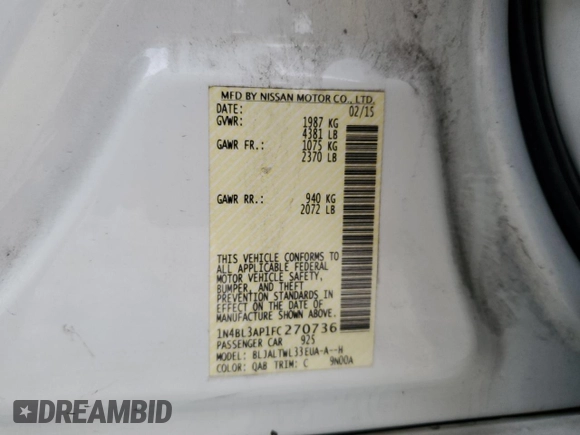 MFD BY NISSAN MOTOR CO., LTD.
DATE: 02/15
GVWR: 1987 KG
4381 LB
GAWR FR.: 1075 KG
2370 LB
GAWR RR.: 940 KG
2072 LB
THIS VEHICLE CONFORMS TO
ALL APPLICABLE FEDERAL
MOTOR VEHICLE SAFETY,
BUMPER, AND THEFT
PREVENTION STANDARDS IN
EFFECT ON THE DATE OF
MANUFACTURE SHOWN ABOVE.
1N4BL3AP1FC270736
PASSENGER CAR 925
MODEL: BLJALTWL33EUA-A--H
COLOR: QAB TRIM: C 9N00A
DREAMBID